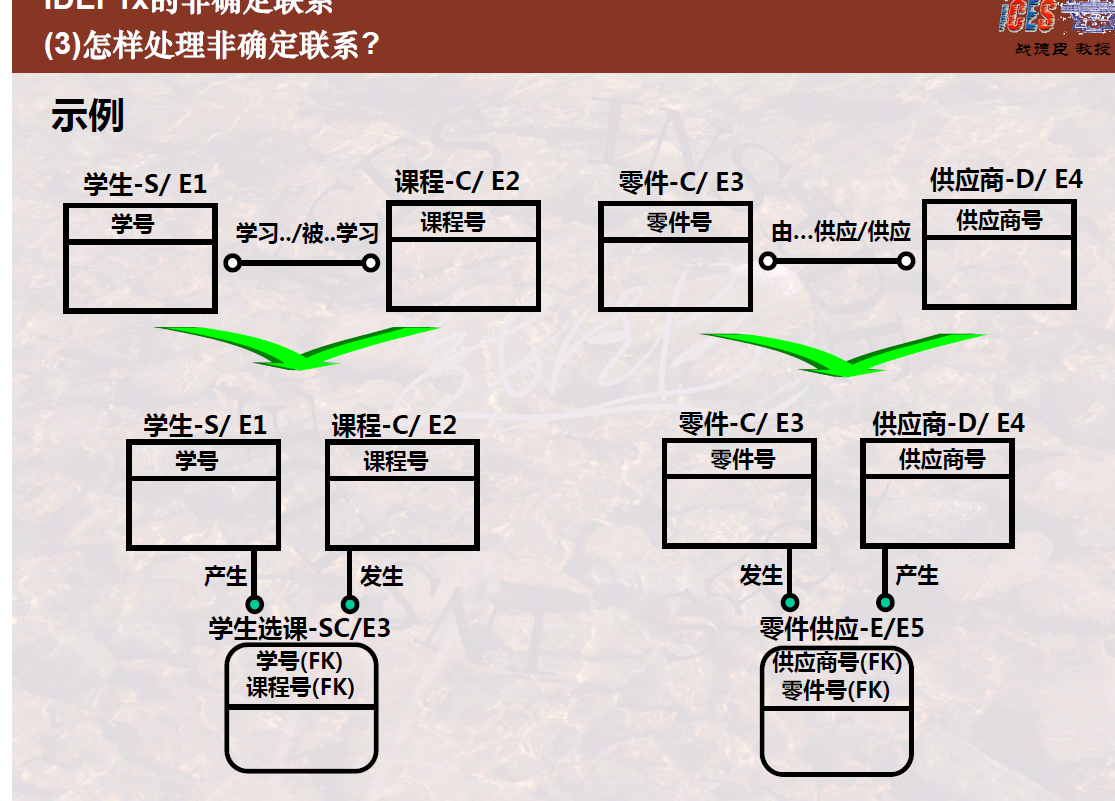 IDEF1x的非确定联系
(3)怎样处理非确定联系?
ICES
战德臣 教授
示例
学生-S/ E1
课程-C/ E2
零件-C/ E3
供应商-D/ E4
学号
课程号
零件号
供应商号
学习../被..学习
由...供应/供应
学生-S/ E1
课程-C/ E2
零件-C/ E3
供应商-D/ E4
学号
课程号
零件号
供应商号
产生
发生
发生
产生
学生选课-SC/E3
零件供应-E/E5
学号(FK)
课程号(FK)
供应商号(FK)
零件号(FK)